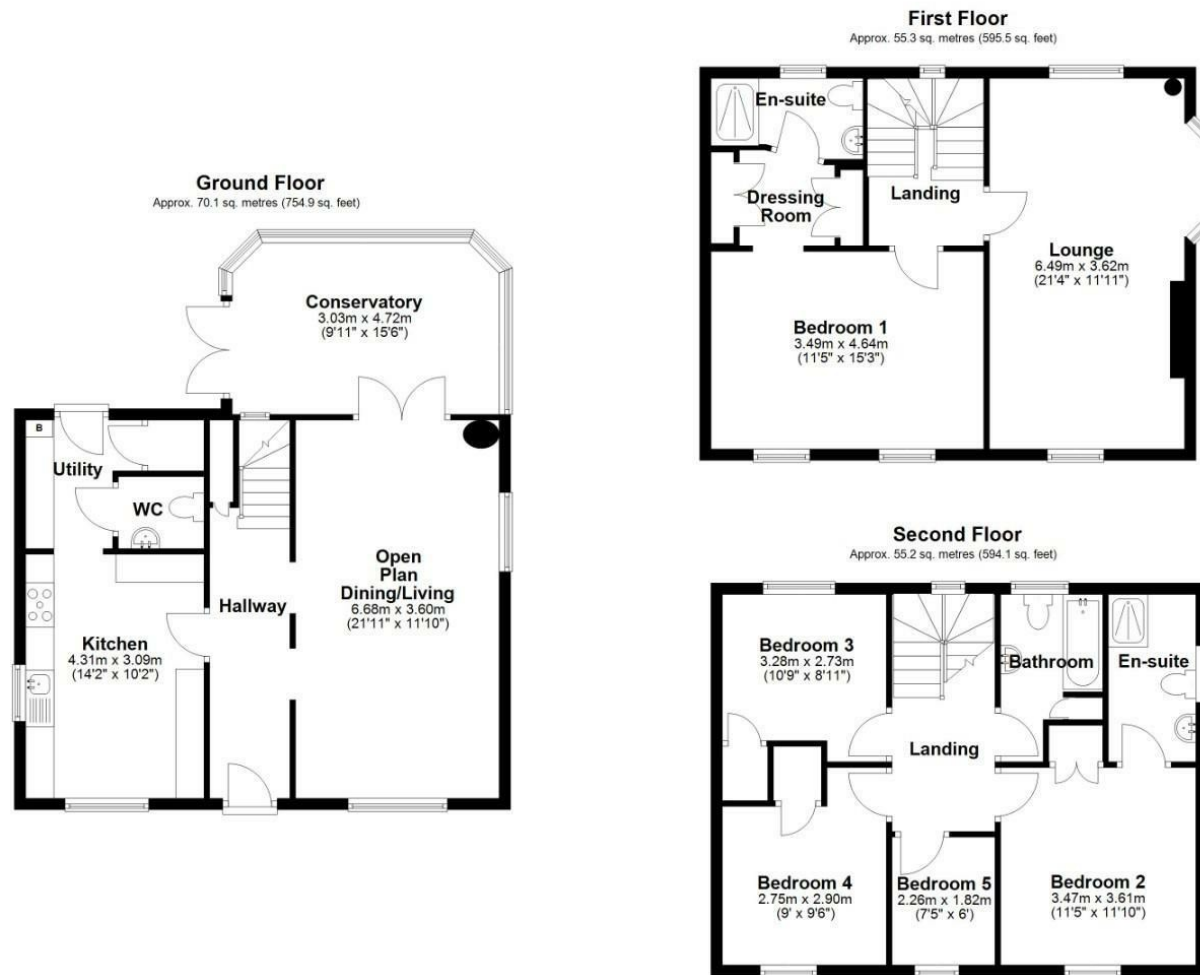 First Floor
Approx. 55.3 sq. metres (595.5 sq. feet)
En-suite
Dressing
Room
Landing
Lounge
6.49m x 3.62m
(21'4" x 11'11")
Bedroom 1
3.49m x 4.64m
(11'5" x 15'3")
Ground Floor
Approx. 70.1 sq. metres (754.9 sq. feet)
Conservatory
3.03m x 4.72m
(9'11" x 15'6")
B
Utility
WC
Open
Plan
Dining/Living
6.68m x 3.60m
(21'11" x 11'10")
Hallway
Kitchen
4.31m x 3.09m
(14'2" x 10'2")
Second Floor
Approx. 55.2 sq. metres (594.1 sq. feet)
Bedroom 3
3.28m x 2.73m
(10'9" x 8'11")
Bathroom
En-suite
Landing
Bedroom 4
2.75m x 2.90m
(9' x 9'6")
Bedroom 5
2.26m x 1.82m
(7'5" x 6')
Bedroom 2
3.47m x 3.61m
(11'5" x 11'10")